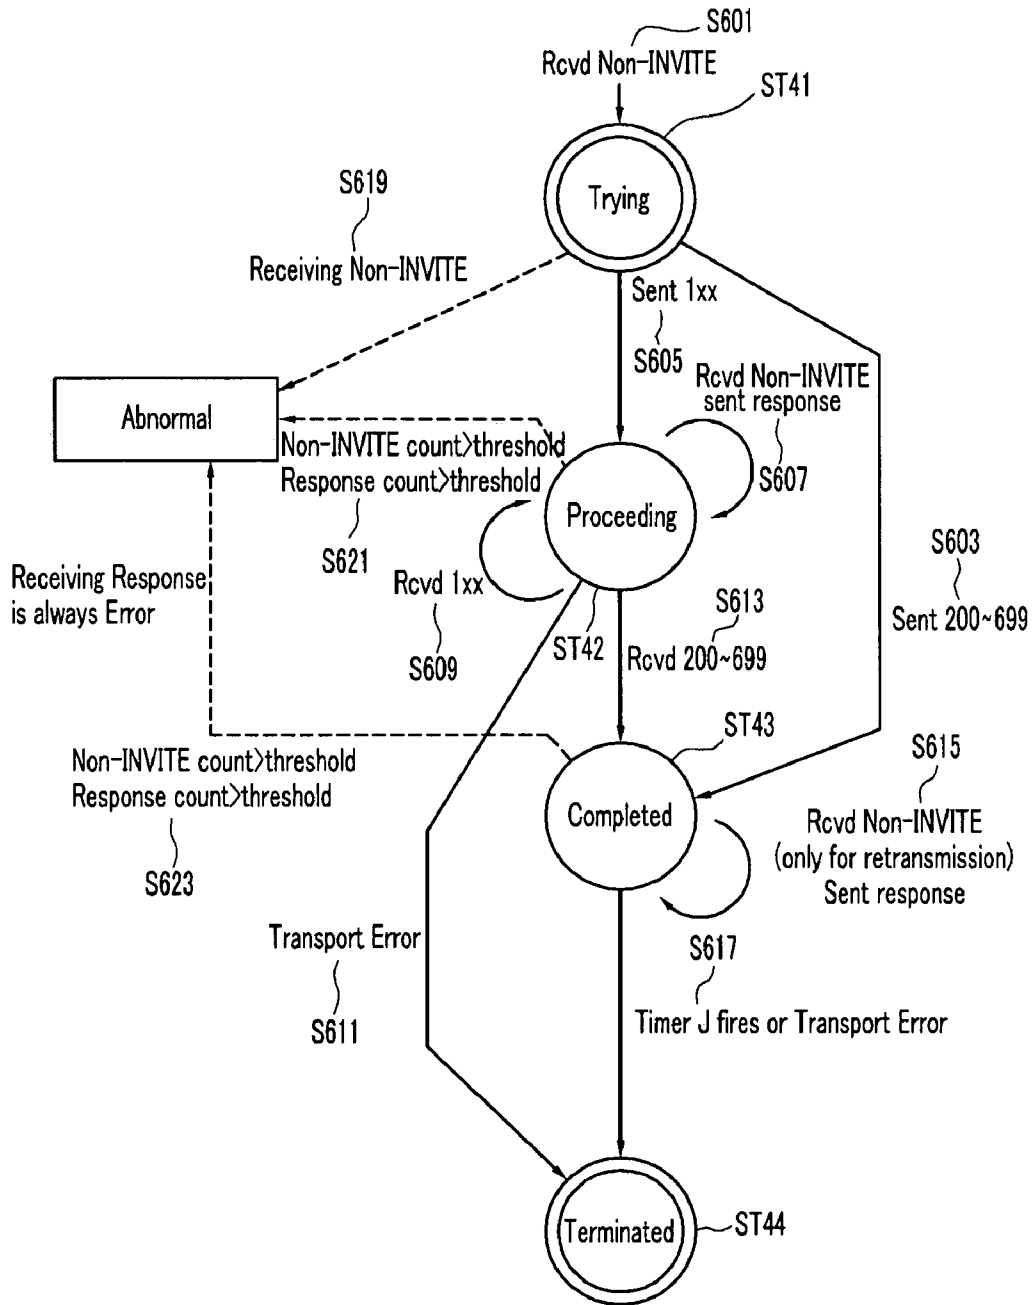 S601
Rcvd Non-INVITE
ST41
Trying
S619
Receiving Non-INVITE
Sent 1xx
S605
Rcvd Non-INVITE
sent response
S607
Abnormal
Non-INVITE count>threshold
Response count>threshold
S621
Proceeding
S603
Sent 200~699
Receiving Response
is always Error
Rcvd 1xx
S609
ST42
S613
Rcvd 200~699
ST43
S615
Rcvd Non-INVITE
(only for retransmission)
Sent response
Non-INVITE count>threshold
Response count>threshold
S623
Completed
Transport Error
S611
S617
Timer J fires or Transport Error
Terminated
ST44